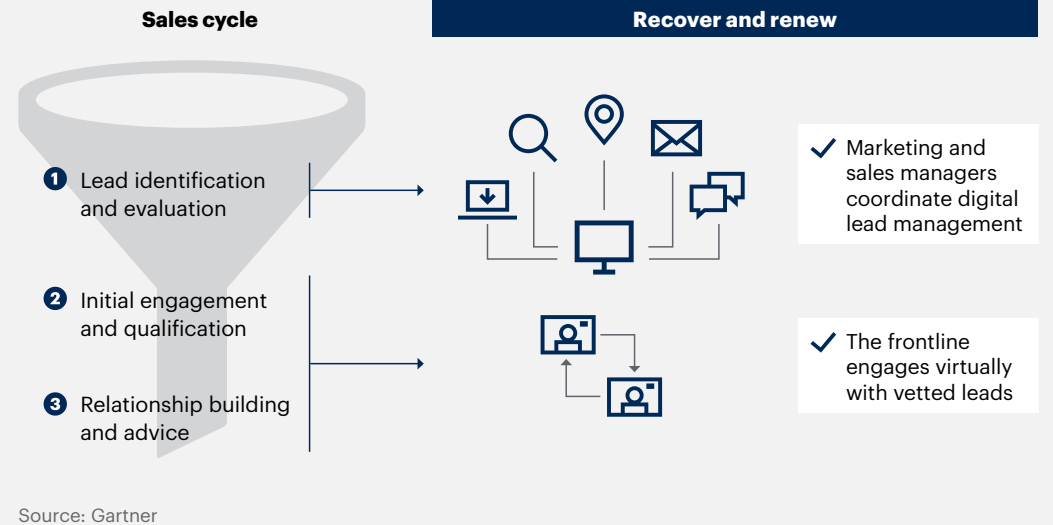 Sales cycle
Recover and renew
1 Lead identification
and evaluation
Marketing and
sales managers
coordinate digital
lead management
2 Initial engagement
and qualification
3 Relationship building
and advice
The frontline
engages virtually
with vetted leads
Source: Gartner